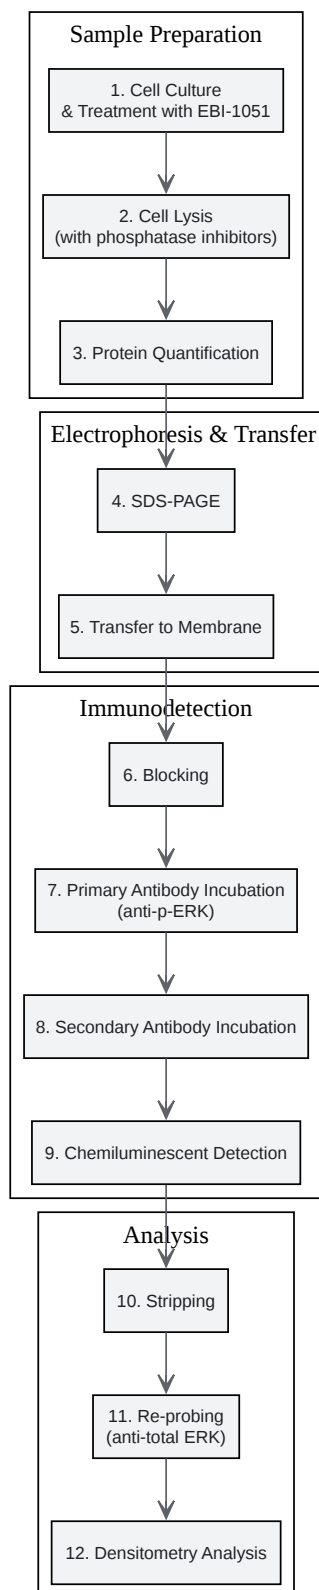 Sample Preparation
1. Cell Culture
& Treatment with EBI-1051
2. Cell Lysis
(with phosphatase inhibitors)
3. Protein Quantification
Electrophoresis & Transfer
4. SDS-PAGE
5. Transfer to Membrane
Immunodetection
6. Blocking
7. Primary Antibody Incubation
(anti-p-ERK)
8. Secondary Antibody Incubation
9. Chemiluminescent Detection
Analysis
10. Stripping
11. Re-probing
(anti-total ERK)
12. Densitometry Analysis